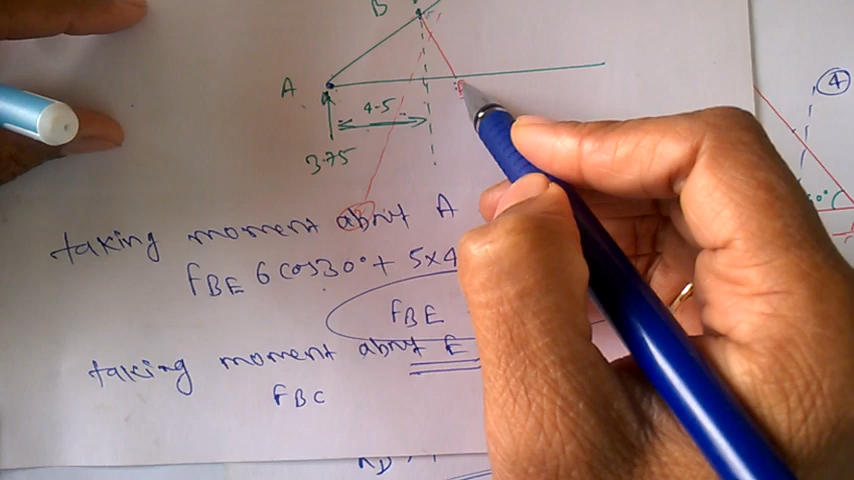 B
A
4.5
3.75
4
taking moment about A
FBE 6 cos30° + 5x4
FBE
taking moment about E
FBC